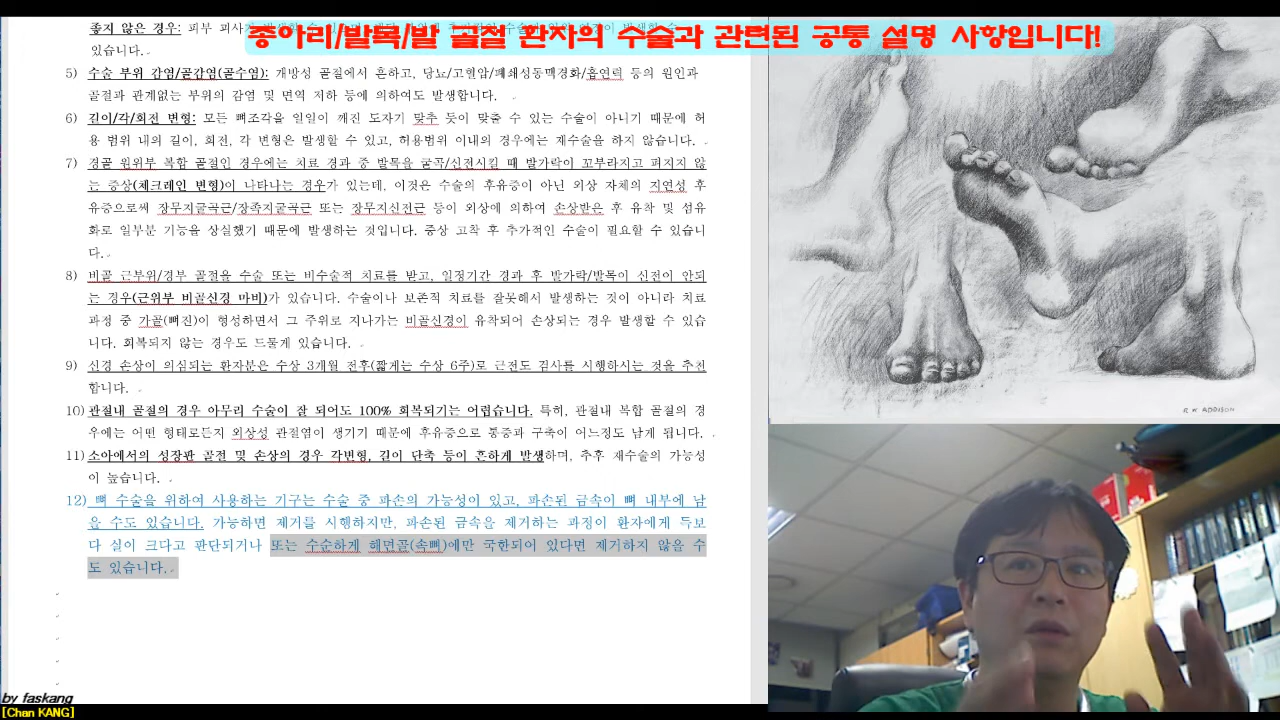 종아리/발목/발 골절 환자의 수술과 관련된 공통 설명 사항입니다!
좋지 않은 경우: 피부 괴사가
있습니다.
5) 수술 부위 감염/골감염(골수염): 개방성 골절에서 흔하고, 당뇨/고혈압/폐쇄성동맥경화/흡연력 등의 원인과
골절과 관계없는 부위의 감염 및 면역 저하 등에 의하여도 발생합니다.
6) 길이/각/회전 변형: 모든 뼈조각을 일일이 깨진 도자기 맞추 듯이 맞출 수 있는 수술이 아니기 때문에 허
용 범위 내의 길이, 회전, 각 변형은 발생할 수 있고, 허용범위 이내의 경우에는 재수술을 하지 않습니다.
7) 경골 원위부 복합 골절인 경우에는 치료 경과 중 발목을 굴곡/신전시킬 때 발가락이 꼬부라지고 펴지지 않
는 증상(체크레인 변형)이 나타나는 경우가 있는데, 이것은 수술의 후유증이 아닌 외상 자체의 지연성 후
유증으로써 장무지굴곡근/장족지굴곡근 또는 장무지신전근 등이 외상에 의하여 손상받은 후 유착 및 섬유
화로 일부분 기능을 상실했기 때문에 발생하는 것입니다. 증상 고착 후 추가적인 수술이 필요할 수 있습니
다.
8) 비골 근부위/경부 골절을 수술 또는 비수술적 치료를 받고, 일정기간 경과 후 발가락/발목이 신전이 안되
는 경우(근위부 비골신경 마비)가 있습니다. 수술이나 보존적 치료를 잘못해서 발생하는 것이 아니라 치료
과정 중 가골(뼈진)이 형성하면서 그 주위로 지나가는 비골신경이 유착되어 손상되는 경우 발생할 수 있습
니다. 회복되지 않는 경우도 드물게 있습니다.
9) 신경 손상이 의심되는 환자분은 수상 3개월 전후(짧게는 수상 6주)로 근전도 검사를 시행하시는 것을 추천
합니다.
10) 관절내 골절의 경우 아무리 수술이 잘 되어도 100% 회복되기는 어렵습니다. 특히, 관절내 복합 골절의 경
우에는 어떤 형태로든지 외상성 관절염이 생기기 때문에 후유증으로 통증과 구축이 어느정도 남게 됩니다.
11) 소아에서의 성장판 골절 및 손상의 경우 각변형, 길이 단축 등이 흔하게 발생하며, 추후 재수술의 가능성
이 높습니다.
12) 뼈 수술을 위하여 사용하는 기구는 수술 중 파손의 가능성이 있고, 파손된 금속이 뼈 내부에 남
을 수도 있습니다. 가능하면 제거를 시행하지만, 파손된 금속을 제거하는 과정이 환자에게 득보
다 실이 크다고 판단되거나 또는 수순하게 해면골(속뼈)에만 국한되어 있다면 제거하지 않을 수
도 있습니다.
R W ADDISON
by faskang
[Chan KANG]